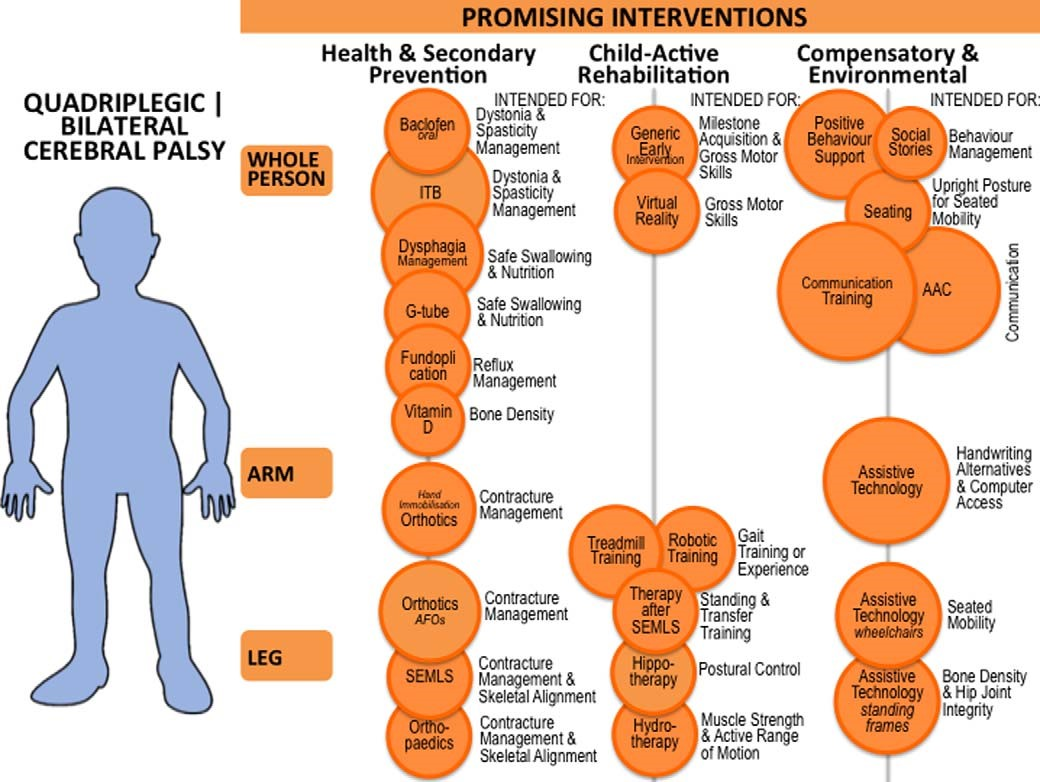 PROMISING INTERVENTIONS
Health & Secondary
Prevention
Child-Active
Rehabilitation
Compensatory &
Environmental
QUADRIPLEGIC |
BILATERAL
CEREBRAL PALSY
WHOLE
PERSON
ARM
LEG
INTENDED FOR:
Baclofen
oral
Dystonia &
Spasticity
Management
ITB
Dystonia &
Spasticity
Management
Dysphagia
Management
Safe Swallowing
& Nutrition
G-tube
Safe Swallowing
& Nutrition
Fundopli
cation
Reflux
Management
Vitamin
D
Bone Density
Hand
Immobilisation
Orthotics
Contracture
Management
Orthotics
AFOs
Contracture
Management
SEMLS
Contracture
Management &
Skeletal Alignment
Ortho-
paedics
Contracture
Management &
Skeletal Alignment
INTENDED FOR:
Generic
Early
Intervention
Milestone
Acquisition &
Gross Motor
Skills
Virtual
Reality
Gross Motor
Skills
Treadmill
Training
Robotic
Training
Gait
Training or
Experience
Therapy
after
SEMLS
Standing &
Transfer
Training
Hippo-
therapy
Postural Control
Hydro-
therapy
Muscle Strength
& Active Range
of Motion
INTENDED FOR:
Positive
Behaviour
Support
Social
Stories
Behaviour
Management
Seating
Upright Posture
for Seated
Mobility
Communication
Training
AAC
Communication
Assistive
Technology
Handwriting
Alternatives
& Computer
Access
Assistive
Technology
wheelchairs
Seated
Mobility
Assistive
Technology
standing
frames
Bone Density
& Hip Joint
Integrity